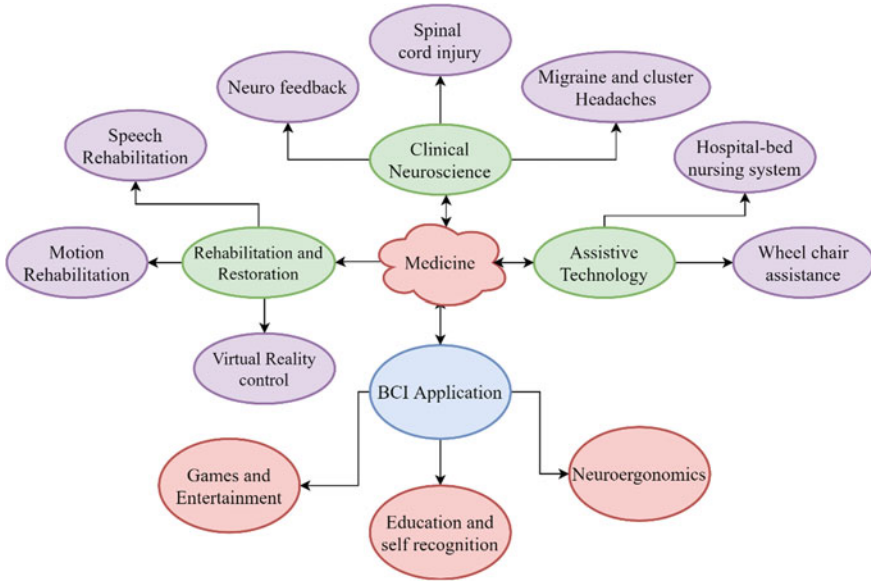 Spinal
cord injury
Neuro feedback
Migraine and cluster
Headaches
Speech
Rehabilitation
Clinical
Neuroscience
Hospital-bed
nursing system
Motion
Rehabilitation
Rehabilitation and
Restoration
Medicine
Assistive
Technology
Wheel chair
assistance
Virtual Reality
control
BCI Application
Games and
Entertainment
Neuroergonomics
Education and
self recognition